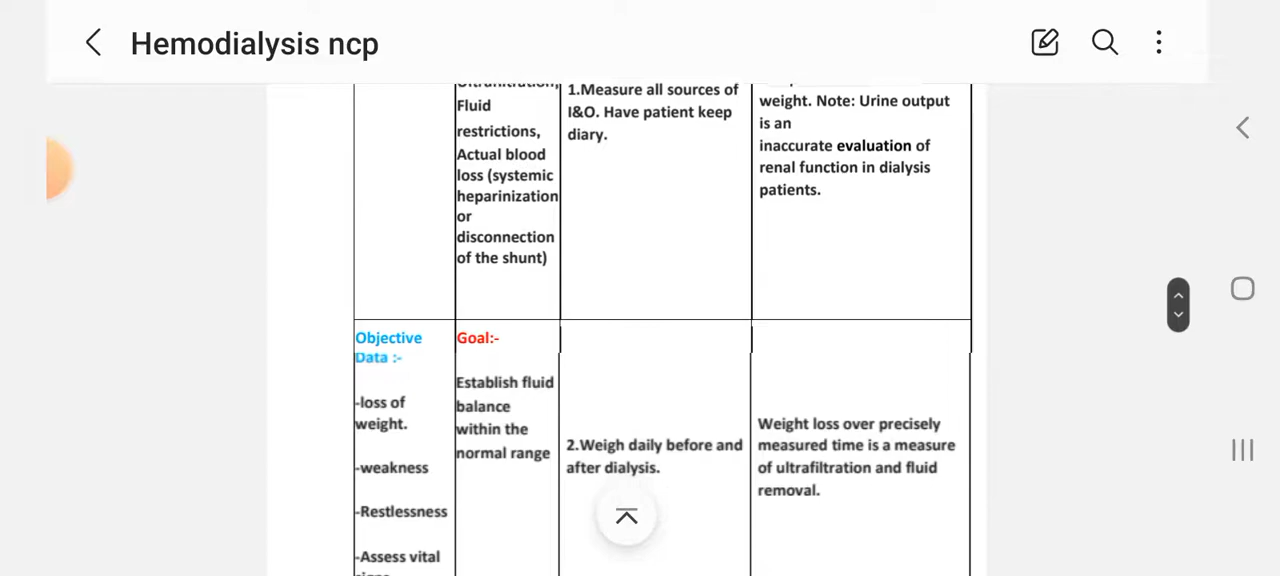 Hemodialysis ncp
Fluid
restrictions,
Actual blood
loss (systemic
heparinization
or
disconnection
of the shunt)
1.Measure all sources of
I&O. Have patient keep
diary.
weight. Note: Urine output
is an
inaccurate evaluation of
renal function in dialysis
patients.
Objective
Data :-
-loss of
weight.
-weakness
-Restlessness
-Assess vital
Goal:-
Establish fluid
balance
within the
normal range
2.Weigh daily before and
after dialysis.
Weight loss over precisely
measured time is a measure
of ultrafiltration and fluid
removal.